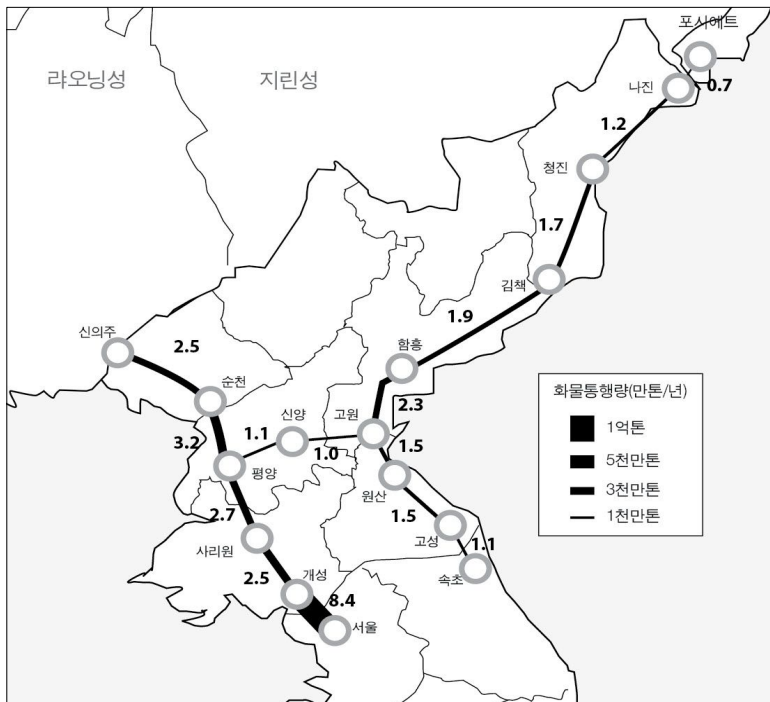 포시에트
랴오닝성
지린성
나진
0.7
1.2
청진
1.7
김책
1.9
신의주
2.5
함흥
순천
2.3
신양
고원
3.2
1.1
1.0
1.5
평양
원산
2.7
1.5
고성
사리원
1.1
2.5
개성
속초
8.4
서울
화물통행량(만톤/년)
1억톤
5천만톤
3천만톤
1천만톤